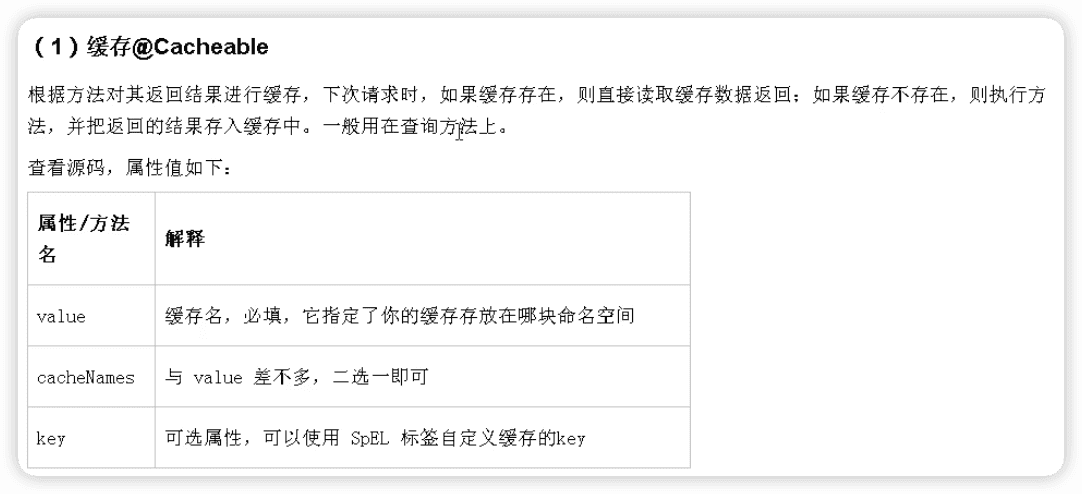 （1）缓存@Cacheable
根据方法对其返回结果进行缓存，下次请求时，如果缓存存在，则直接读取缓存数据返回；如果缓存不存在，则执行方
法，并把返回的结果存入缓存中。一般用在查询方法上。
查看源码，属性值如下：
属性/方法
名
解释
value
缓存名，必填，它指定了你的缓存存放在哪块命名空间
cacheNames
与 value 差不多，二选一即可
key
可选属性，可以使用 SpEL 标签自定义缓存的key